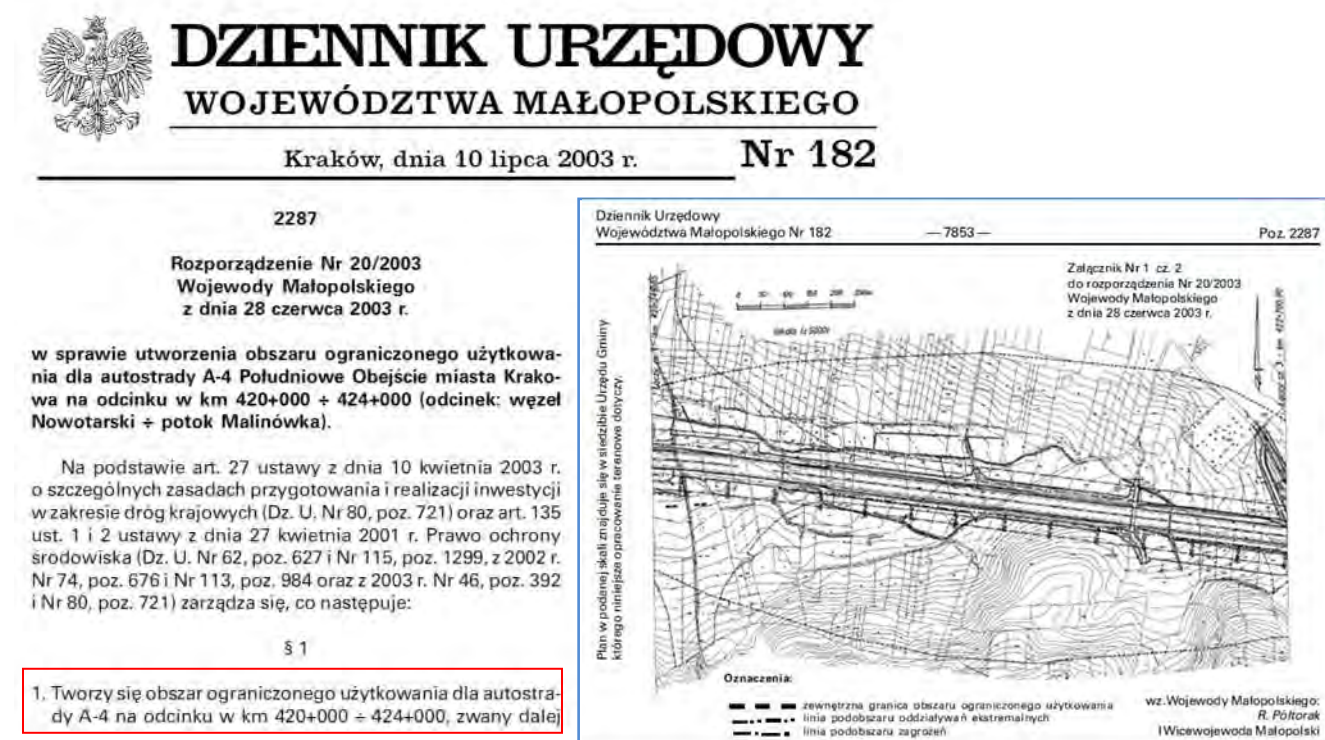 DZIENNIK URZĘDOWY
WOJEWÓDZTWA MAŁOPOLSKIEGO
Kraków, dnia 10 lipca 2003 r. Nr 182
2287
Rozporządzenie Nr 20/2003
Wojewody Małopolskiego
z dnia 28 czerwca 2003 r.
w sprawie utworzenia obszaru ograniczonego użytkowa-
nia dla autostrady A-4 Południowe Obejście miasta Krako-
wa na odcinku w km 420+000 ÷ 424+000 (odcinek: węzeł
Nowotarski ÷ potok Malinówka).
Na podstawie art. 27 ustawy z dnia 10 kwietnia 2003 r.
o szczególnych zasadach przygotowania i realizacji inwestycji
w zakresie dróg krajowych (Dz. U. Nr 80, poz. 721) oraz art. 135
ust. 1 i 2 ustawy z dnia 27 kwietnia 2001 r. Prawo ochrony
środowiska (Dz. U. Nr 62, poz. 627 i Nr 115, poz. 1299, z 2002 r.
Nr 74, poz. 676 i Nr 113, poz. 984 oraz z 2003 r. Nr 46, poz. 392
i Nr 80, poz. 721) zarządza się, co następuje:
§ 1
1. Tworzy się obszar ograniczonego użytkowania dla autostra-
dy A-4 na odcinku w km 420+000 ÷ 424+000, zwany dalej
Dziennik Urzędowy
Województwa Małopolskiego Nr 182 — 7853 — Poz. 2287
Załącznik Nr 1 cz. 2
do rozporządzenia Nr 20/2003
Wojewody Małopolskiego
z dnia 28 czerwca 2003 r.
Plan w podanej skali znajduje się w siedzibie Urzędu Gminy
którego niniejsze opracowanie terenowe dotyczy.
Oznaczenia:
zewnętrzna granica obszaru ograniczonego użytkowania
linia podobszaru oddziaływań ekstremalnych
linia podobszaru zagrożeń
wz. Wojewody Małopolskiego:
R. Półtorak
I Wicewojewoda Małopolski